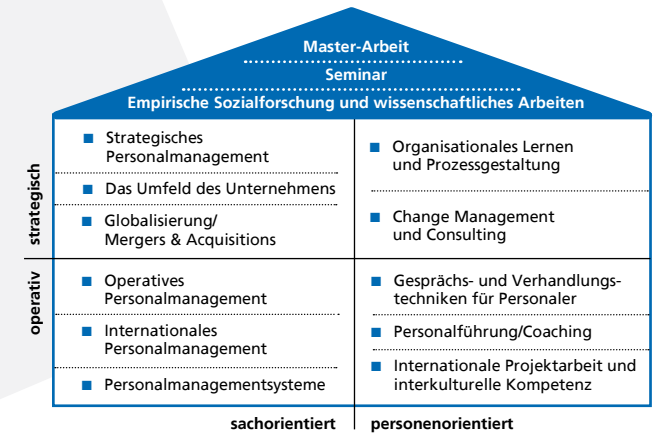 Master-Arbeit
Seminar
Empirische Sozialforschung und wissenschaftliches Arbeiten
strategisch
Strategisches
Personalmanagement
Das Umfeld des Unternehmens
Globalisierung/
Mergers & Acquisitions
Organisationales Lernen
und Prozessgestaltung
Change Management
und Consulting
operativ
Operatives
Personalmanagement
Internationales
Personalmanagement
Personalmanagementsysteme
Gesprächs- und Verhandlungs-
techniken für Personaler
Personalführung/Coaching
Internationale Projektarbeit und
interkulturelle Kompetenz
sachorientiert
personenorientiert